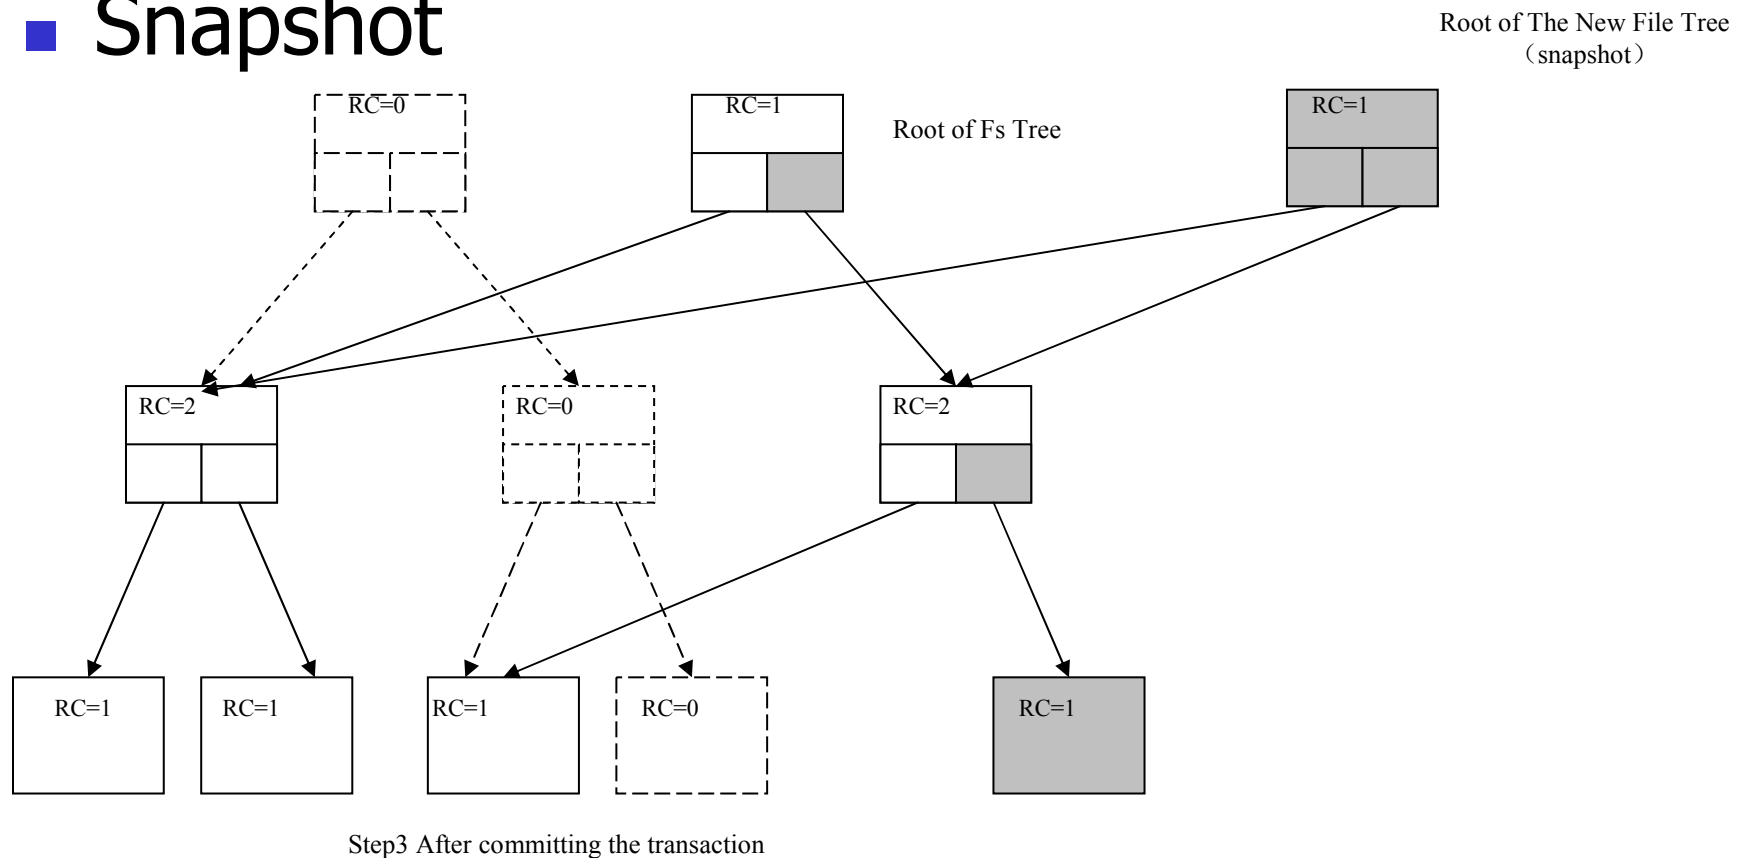 Snapshot
Root of The New File Tree
（snapshot）
RC=0
RC=1
Root of Fs Tree
RC=1
RC=2
RC=0
RC=2
RC=1
RC=1
RC=1
RC=0
RC=1
Step3 After committing the transaction